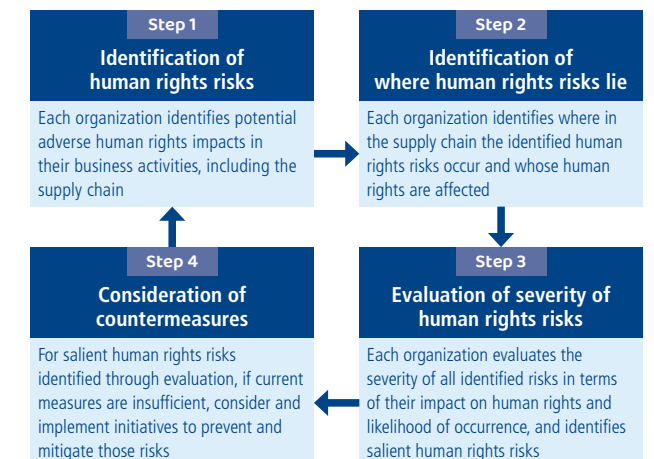 Step 1
Identification of
human rights risks
Each organization identifies potential
adverse human rights impacts in
their business activities, including the
supply chain
Step 2
Identification of
where human rights risks lie
Each organization identifies where in
the supply chain the identified human
rights risks occur and whose human
rights are affected
Step 3
Evaluation of severity of
human rights risks
Each organization evaluates the
severity of all identified risks in terms
of their impact on human rights and
likelihood of occurrence, and identifies
salient human rights risks
Step 4
Consideration of
countermeasures
For salient human rights risks
identified through evaluation, if current
measures are insufficient, consider and
implement initiatives to prevent and
mitigate those risks